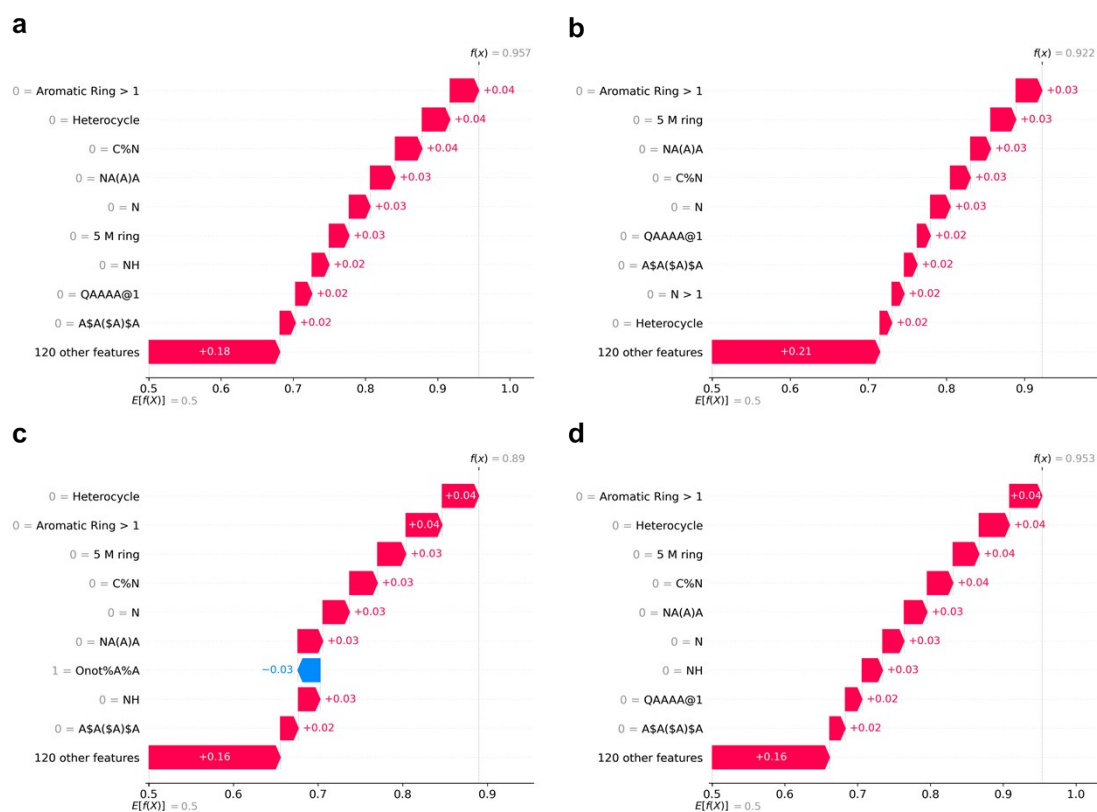 a
f(x) = 0.957
0 = Aromatic Ring > 1
+0.04
0 = Heterocycle
+0.04
0 = C%N
+0.04
0 = NA(A)A
+0.03
0 = N
+0.03
0 = 5 M ring
+0.03
0 = NH
+0.02
0 = QAAAA@1
+0.02
0 = A$A($A)$A
+0.02
120 other features
+0.18
0.5 0.6 0.7 0.8 0.9 1.0
E[f(X)] = 0.5
b
f(x) = 0.922
0 = Aromatic Ring > 1
+0.03
0 = 5 M ring
+0.03
0 = NA(A)A
+0.03
0 = C%N
+0.03
0 = N
+0.03
0 = QAAAA@1
+0.02
0 = A$A($A)$A
+0.02
0 = N > 1
+0.02
0 = Heterocycle
+0.02
120 other features
+0.21
0.5 0.6 0.7 0.8 0.9
E[f(X)] = 0.5
c
f(x) = 0.89
0 = Heterocycle
+0.04
0 = Aromatic Ring > 1
+0.04
0 = 5 M ring
+0.03
0 = C%N
+0.03
0 = N
+0.03
0 = NA(A)A
+0.03
1 = Onot%A%A
−0.03
0 = NH
+0.03
0 = A$A($A)$A
+0.02
120 other features
+0.16
0.5 0.6 0.7 0.8 0.9
E[f(X)] = 0.5
d
f(x) = 0.953
0 = Aromatic Ring > 1
+0.04
0 = Heterocycle
+0.04
0 = 5 M ring
+0.04
0 = C%N
+0.04
0 = NA(A)A
+0.03
0 = N
+0.03
0 = NH
+0.03
0 = QAAAA@1
+0.02
0 = A$A($A)$A
+0.02
120 other features
+0.16
0.5 0.6 0.7 0.8 0.9 1.0
E[f(X)] = 0.5